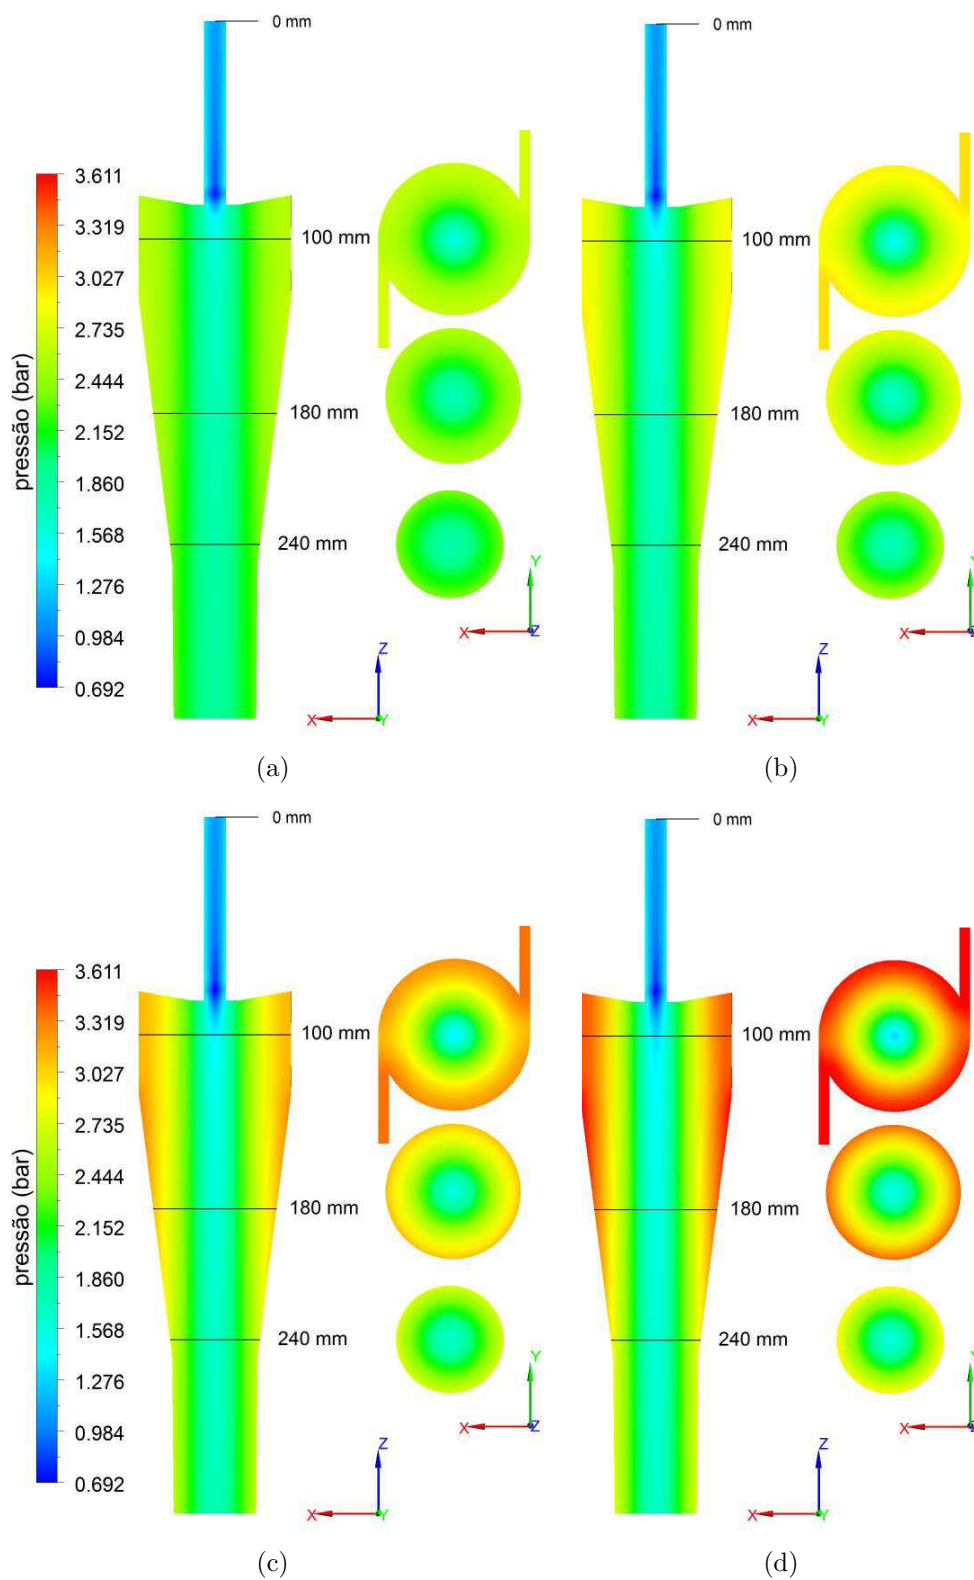 0 mm
0 mm
pressão (bar)
3.611
3.319
3.027
2.735
2.444
2.152
1.860
1.568
1.276
0.984
0.692
100 mm
180 mm
240 mm
100 mm
180 mm
240 mm
Y
X
Z
Z
X
Y
Y
X
Z
Z
X
Y
(a)
(b)
0 mm
0 mm
pressão (bar)
3.611
3.319
3.027
2.735
2.444
2.152
1.860
1.568
1.276
0.984
0.692
100 mm
180 mm
240 mm
100 mm
180 mm
240 mm
Y
X
Z
Z
X
Y
Y
X
Z
Z
X
Y
(c)
(d)